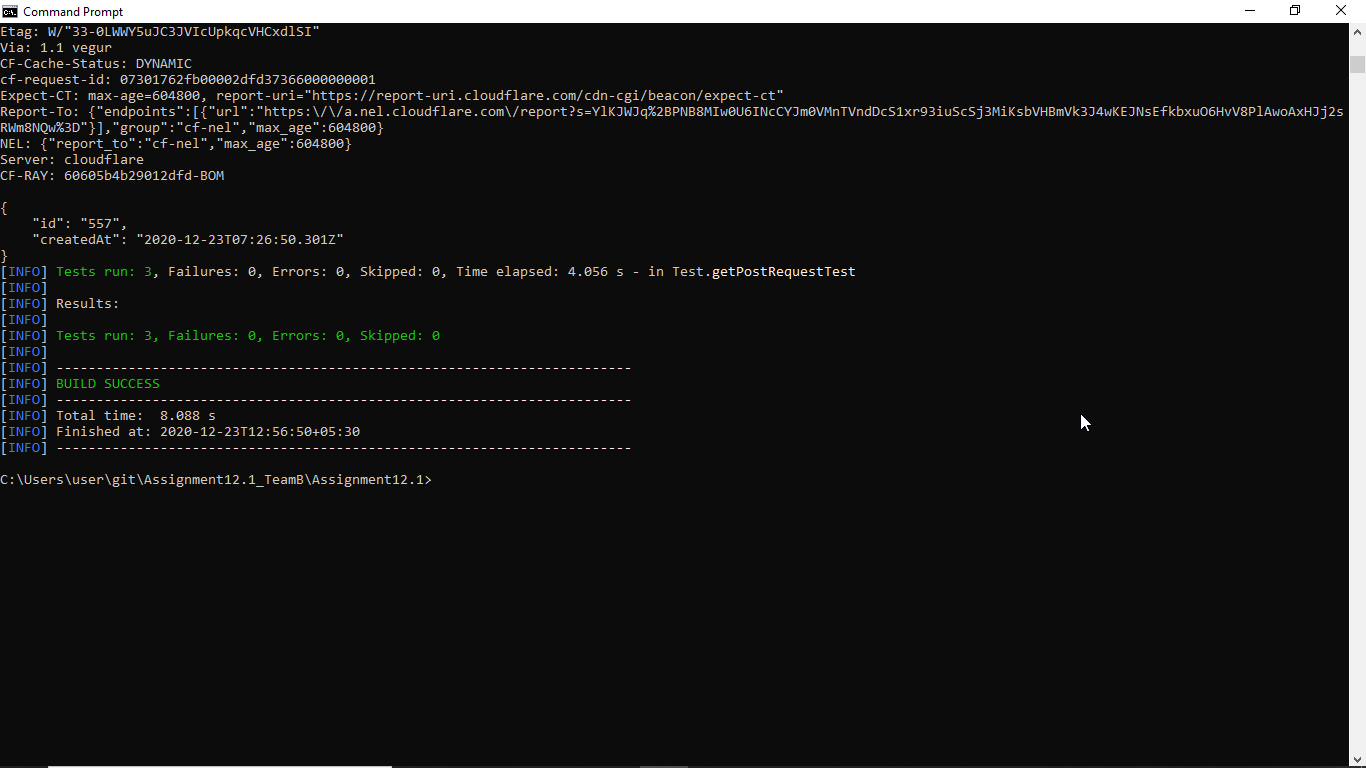 Command Prompt
Etag: W/"33-0LWWY5uJC3JVIcUpkqcVHCxdlSI"
Via: 1.1 vegur
CF-Cache-Status: DYNAMIC
cf-request-id: 07301762fb00002dfd37366000000001
Expect-CT: max-age=604800, report-uri="https://report-uri.cloudflare.com/cdn-cgi/beacon/expect-ct"
Report-To: {"endpoints":[{"url":"https:\/\/a.nel.cloudflare.com\/report?s=YlKJWJq%2BPNB8MIw0U6INcCYJm0VMnTVndDcS1xr93iuScSj3MiKsbVHBmVk3J4wKEJNsEfkbxuO6HvV8PlAwoAxHJj2s
RWm8NQw%3D"}],"group":"cf-nel","max_age":604800}
NEL: {"report_to":"cf-nel","max_age":604800}
Server: cloudflare
CF-RAY: 60605b4b29012dfd-BOM
{
    "id": "557",
    "createdAt": "2020-12-23T07:26:50.301Z"
}
[INFO] Tests run: 3, Failures: 0, Errors: 0, Skipped: 0, Time elapsed: 4.056 s - in Test.getPostRequestTest
[INFO]
[INFO] Results:
[INFO]
[INFO] Tests run: 3, Failures: 0, Errors: 0, Skipped: 0
[INFO]
[INFO] ------------------------------------------------------------------------
[INFO] BUILD SUCCESS
[INFO] ------------------------------------------------------------------------
[INFO] Total time:  8.088 s
[INFO] Finished at: 2020-12-23T12:56:50+05:30
[INFO] ------------------------------------------------------------------------
C:\Users\user\git\Assignment12.1_TeamB\Assignment12.1>